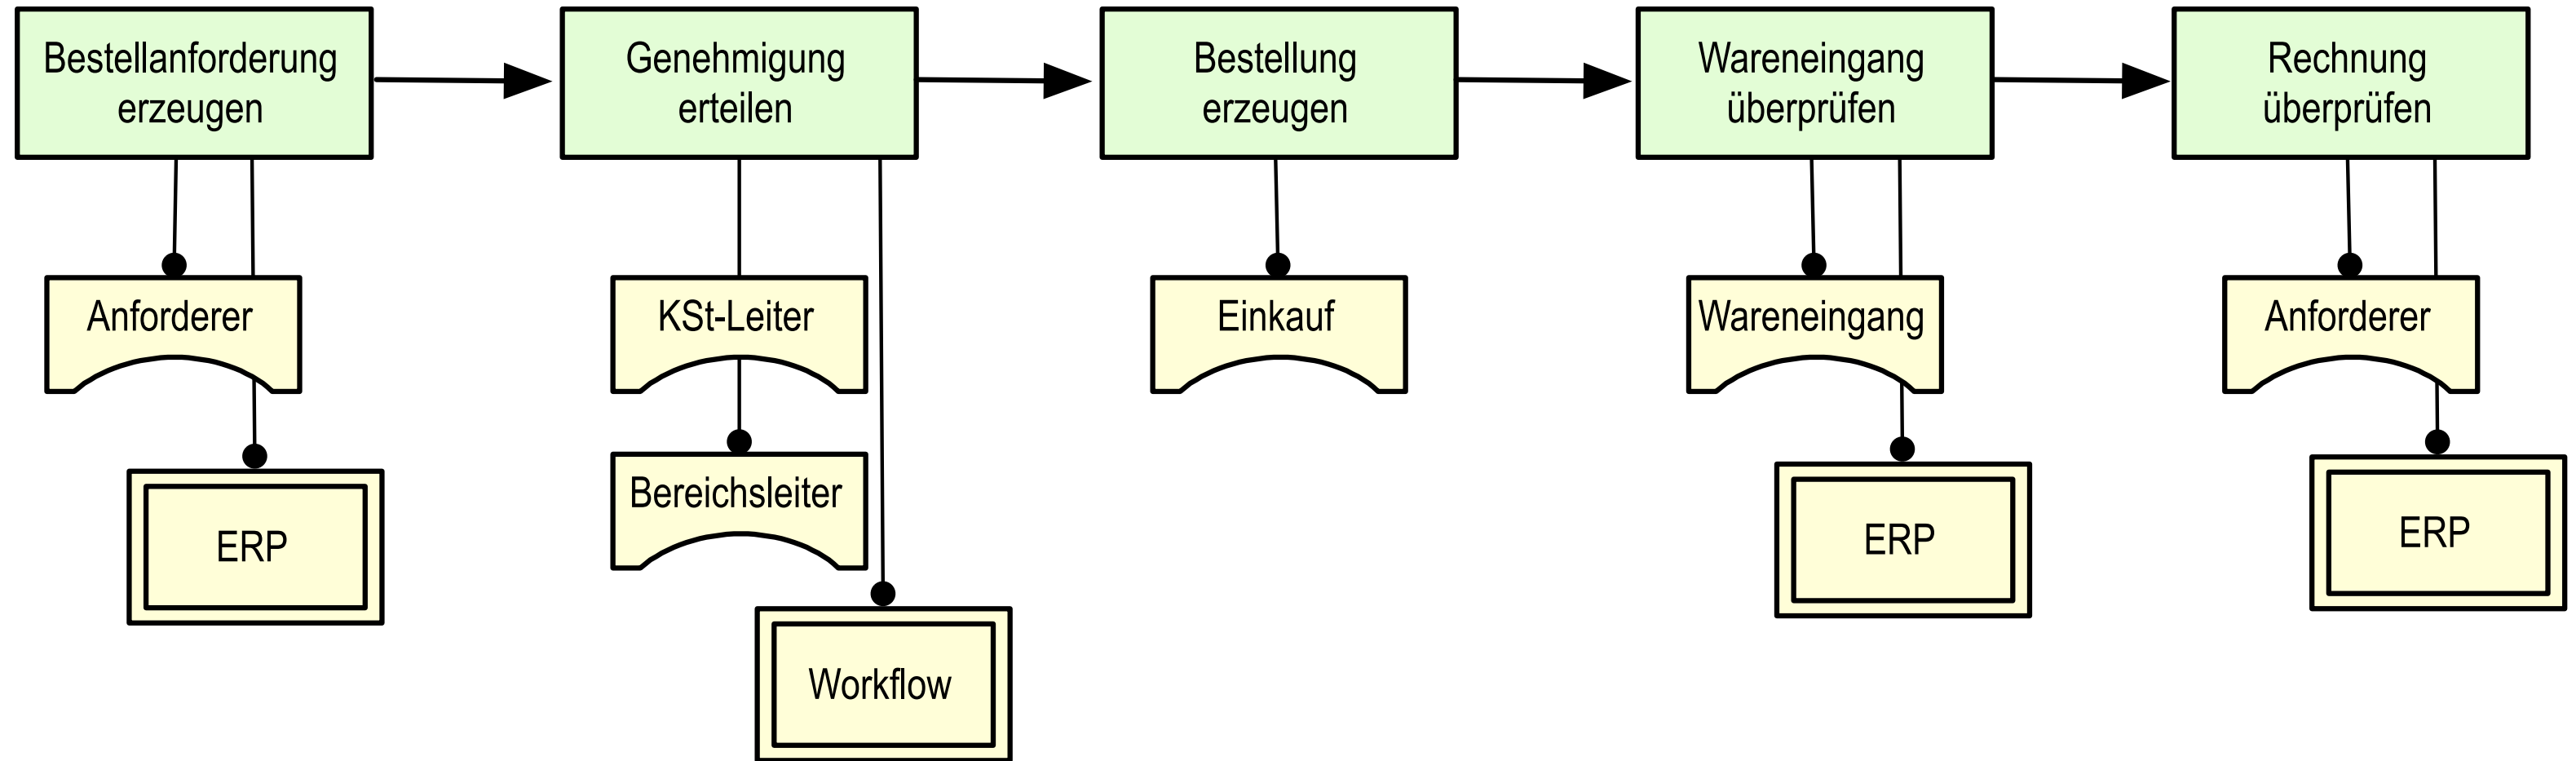 Bestellanforderung
erzeugen
Genehmigung
erteilen
Bestellung
erzeugen
Wareneingang
überprüfen
Rechnung
überprüfen
Anforderer
KSt-Leiter
Einkauf
Wareneingang
Anforderer
Bereichsleiter
ERP
ERP
ERP
Workflow